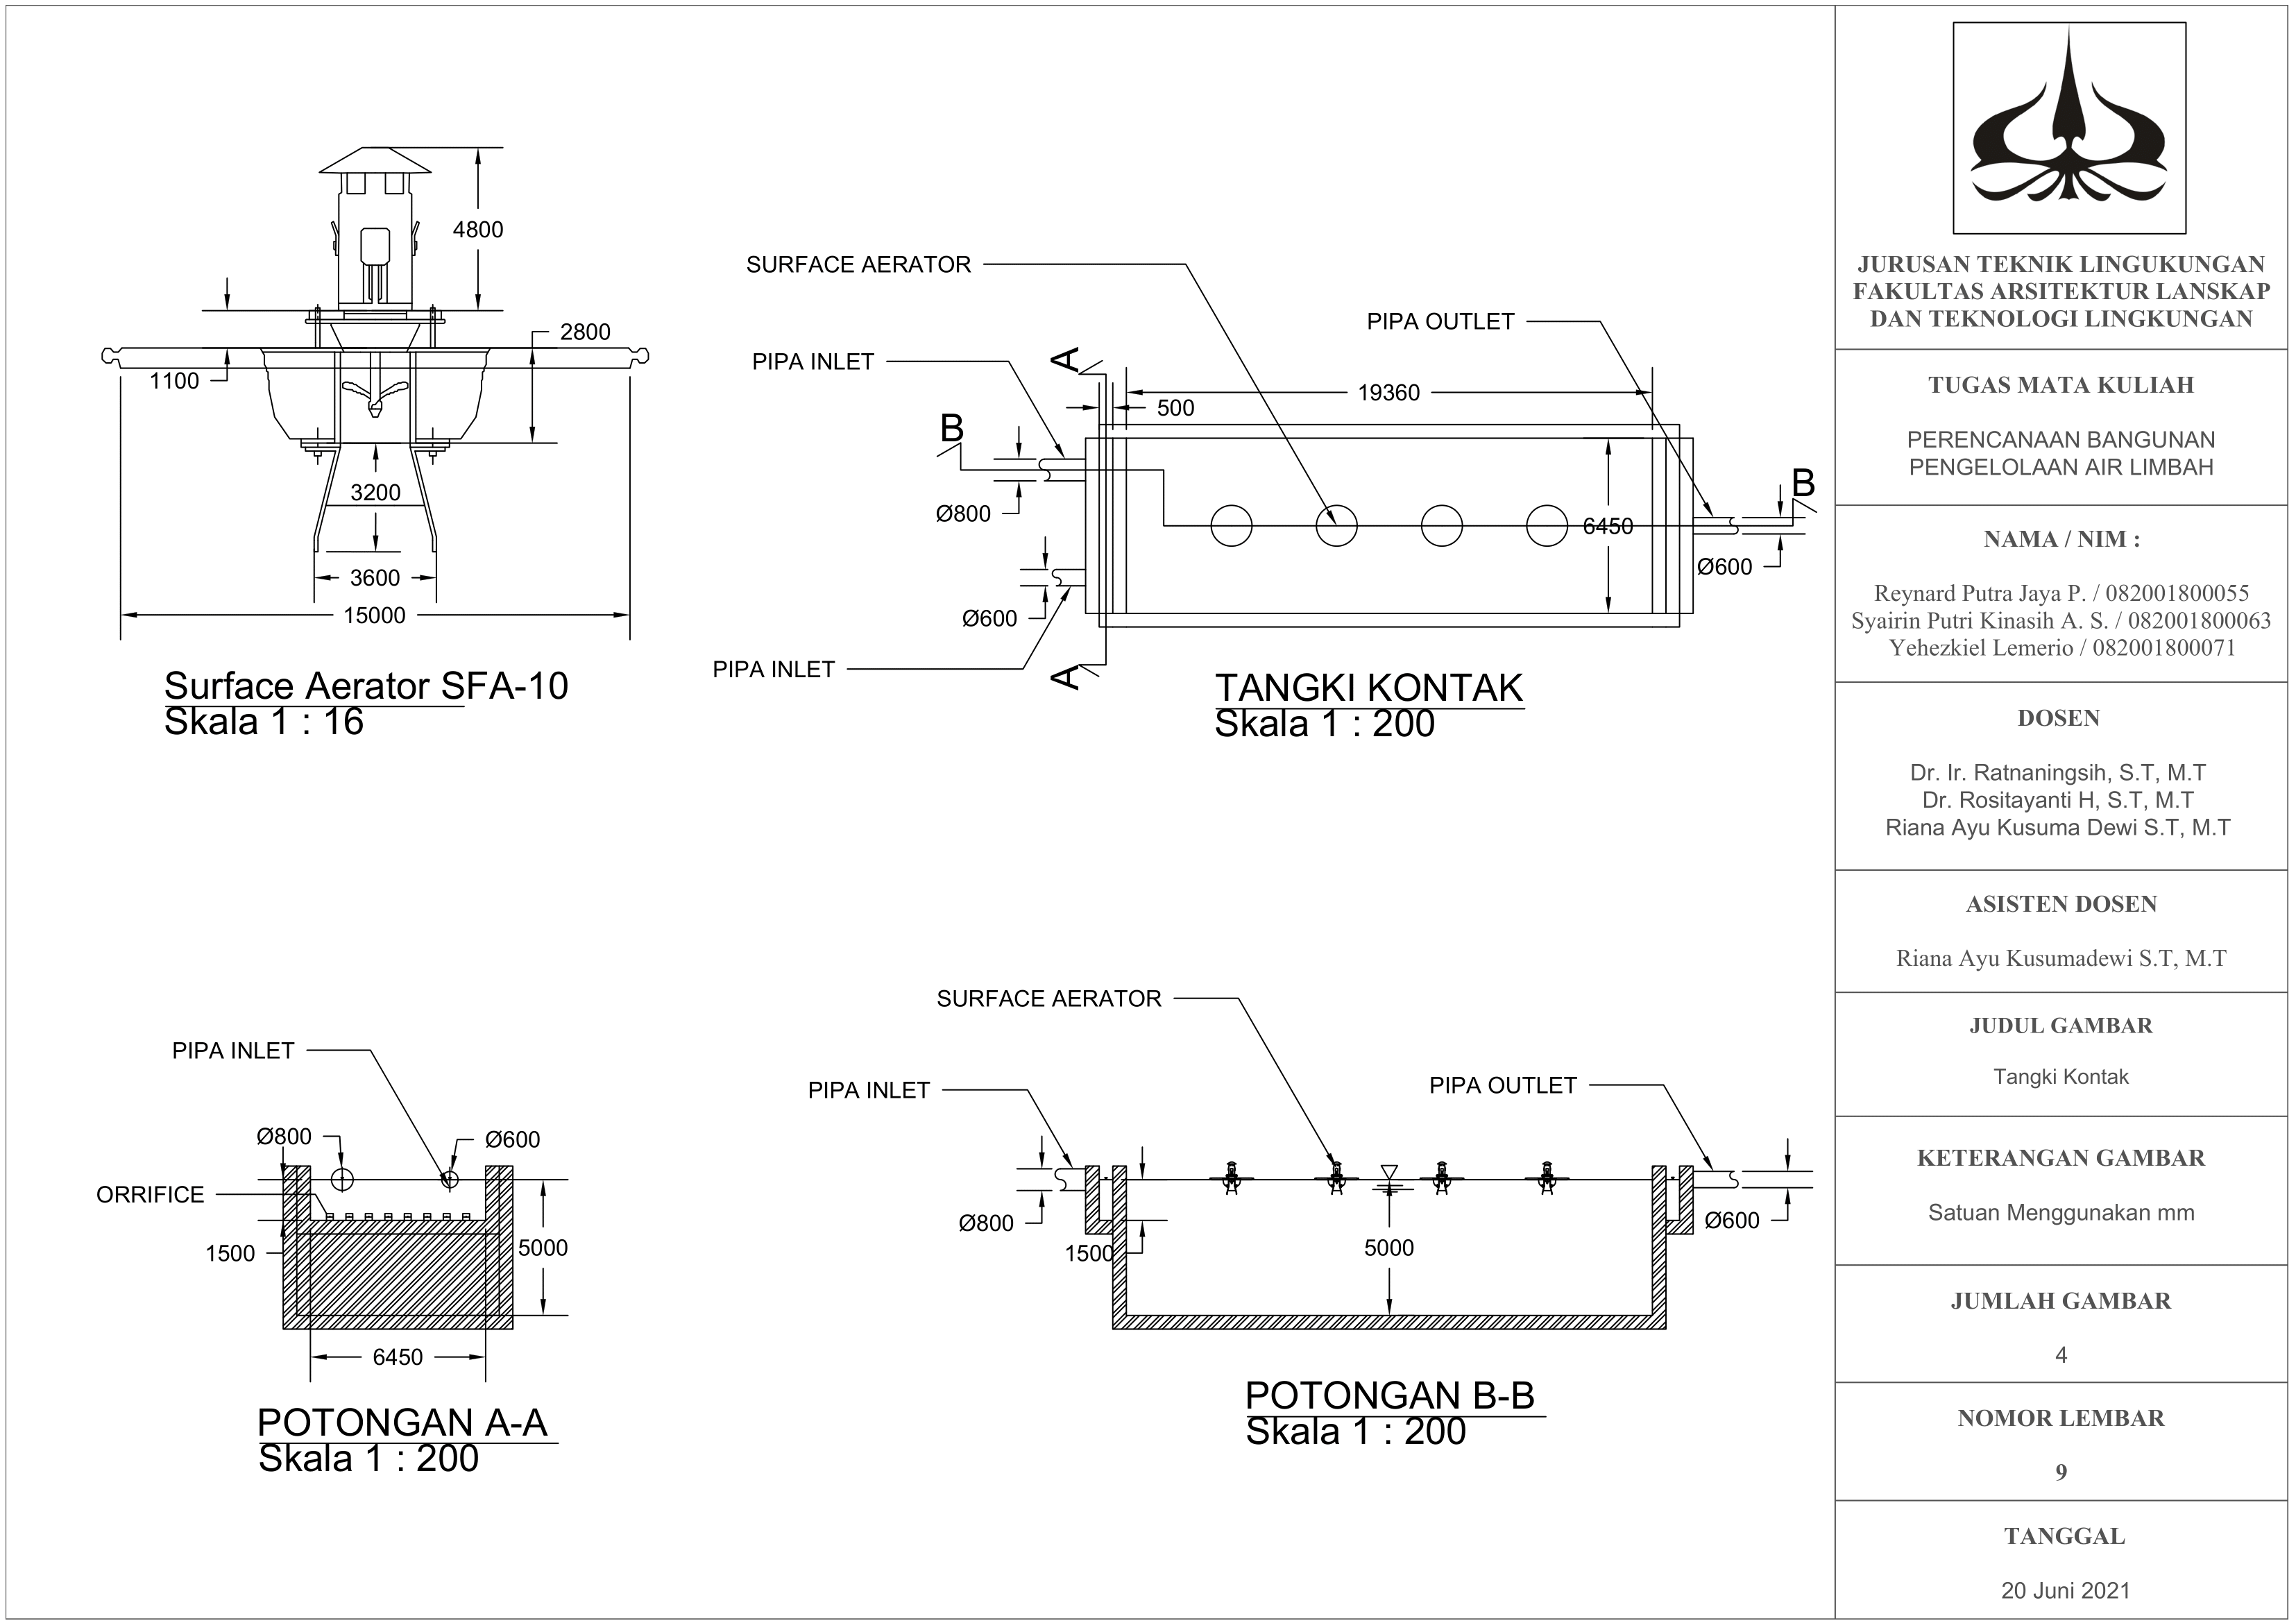 4800
2800
1100
3200
3600
15000
Surface Aerator SFA-10
Skala 1 : 16
SURFACE AERATOR
PIPA OUTLET
PIPA INLET
A
19360
500
B
B
Ø800
6450
Ø600
Ø600
PIPA INLET
A
TANGKI KONTAK
Skala 1 : 200
PIPA INLET
Ø800
Ø600
ORRIFICE
1500
5000
6450
POTONGAN A-A
Skala 1 : 200
SURFACE AERATOR
PIPA INLET
PIPA OUTLET
Ø800
Ø600
1500
5000
POTONGAN B-B
Skala 1 : 200
JURUSAN TEKNIK LINGUKUNGAN
FAKULTAS ARSITEKTUR LANSKAP
DAN TEKNOLOGI LINGKUNGAN
TUGAS MATA KULIAH
PERENCANAAN BANGUNAN
PENGELOLAAN AIR LIMBAH
NAMA / NIM :
Reynard Putra Jaya P. / 082001800055
Syairin Putri Kinasih A. S. / 082001800063
Yehezkiel Lemerio / 082001800071
DOSEN
Dr. Ir. Ratnaningsih, S.T, M.T
Dr. Rositayanti H, S.T, M.T
Riana Ayu Kusuma Dewi S.T, M.T
ASISTEN DOSEN
Riana Ayu Kusumadewi S.T, M.T
JUDUL GAMBAR
Tangki Kontak
KETERANGAN GAMBAR
Satuan Menggunakan mm
JUMLAH GAMBAR
4
NOMOR LEMBAR
9
TANGGAL
20 Juni 2021